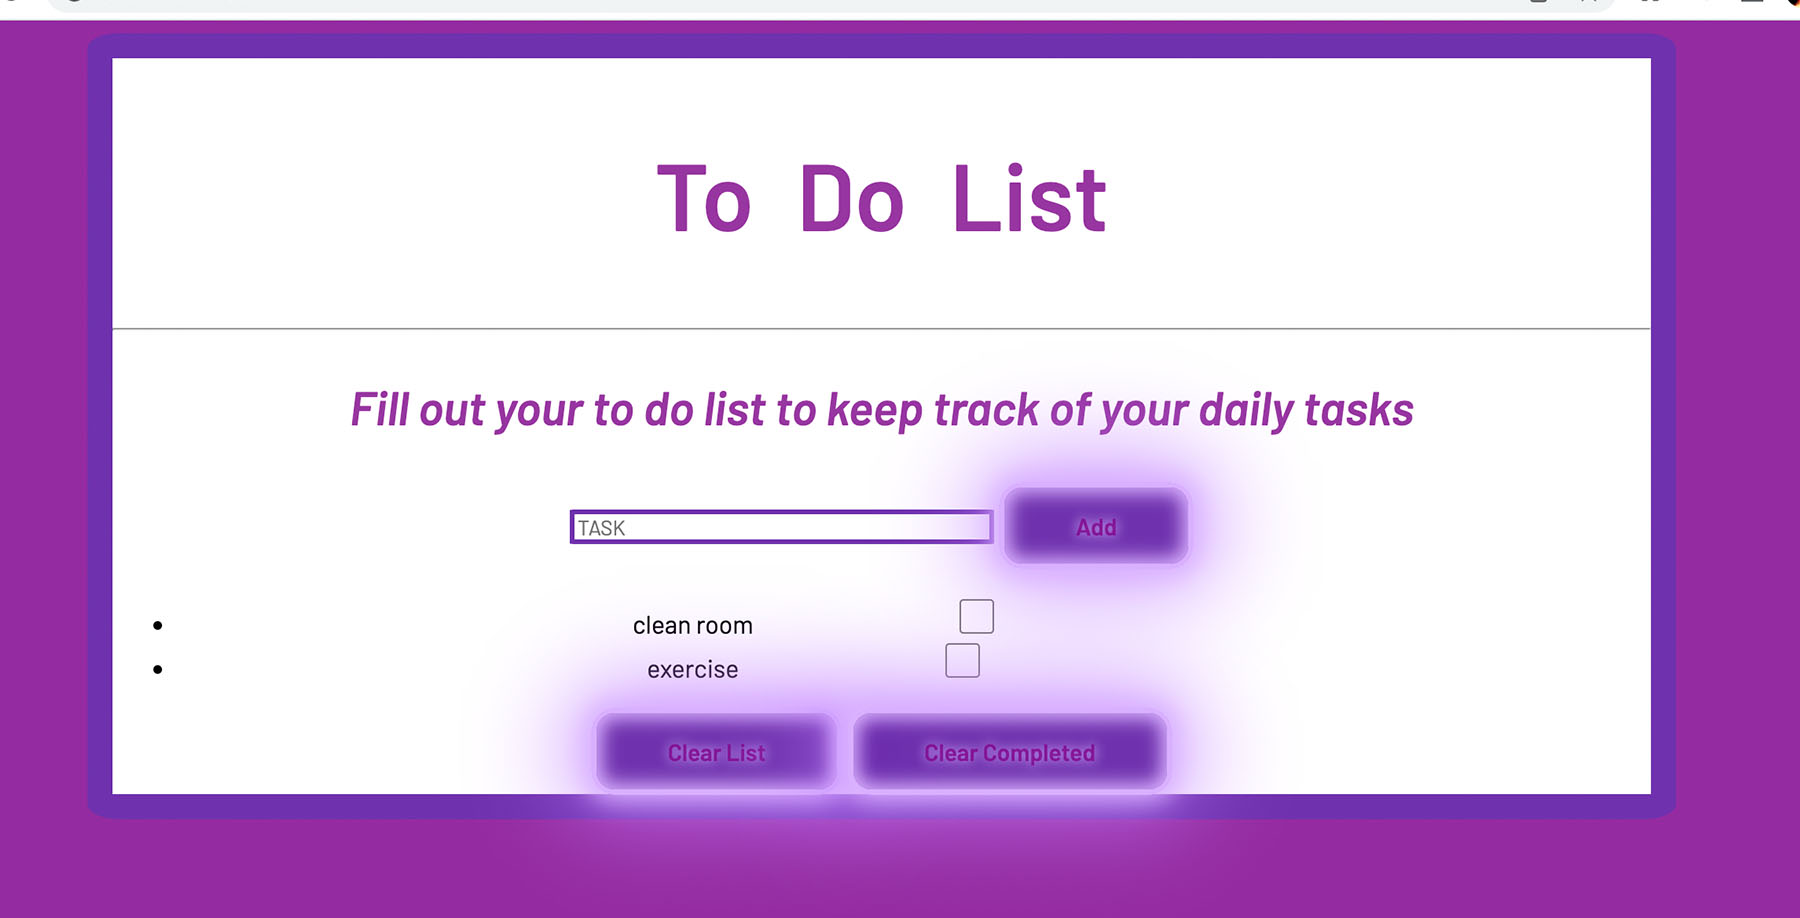 To Do List
Fill out your to do list to keep track of your daily tasks
TASK
Add
clean room
exercise
Clear List
Clear Completed